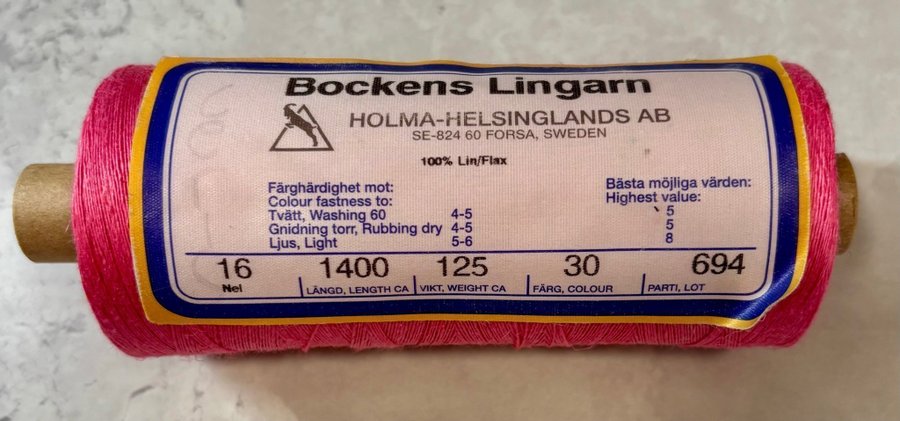 Bockens Lingarn
HOLMA-HELSINGLANDS AB
SE-824 60 FORSA, SWEDEN
100% Lin/Flax
Färghärdighet mot:
Colour fastness to:
Tvätt, Washing 60 4-5
Gnidning torr, Rubbing dry 4-5
Ljus, Light 5-6
Bästa möjliga värden:
Highest value:
5
5
8
16 1400 125 30 694
Nel LÄNGD, LENGTH CA VIKT, WEIGHT CA FÄRG, COLOUR PARTI, LOT